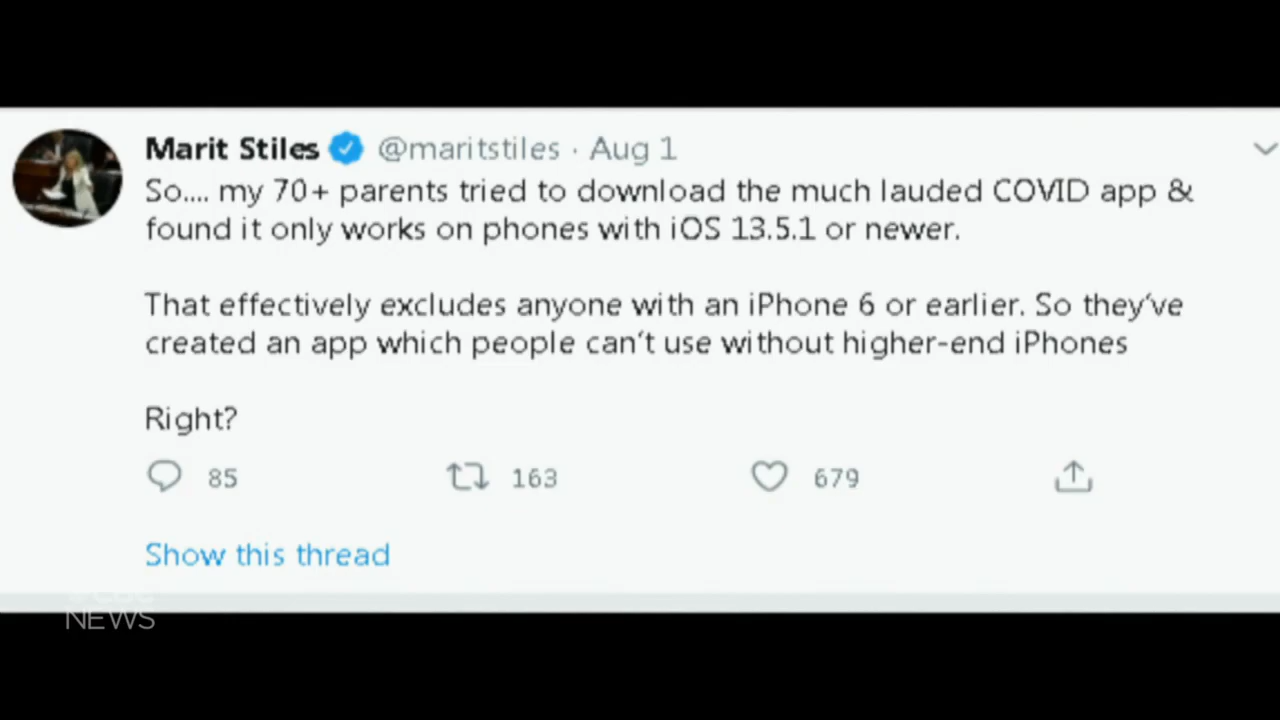 Marit Stiles @maritstiles · Aug 1
So.... my 70+ parents tried to download the much lauded COVID app &
found it only works on phones with iOS 13.5.1 or newer.
That effectively excludes anyone with an iPhone 6 or earlier. So they've
created an app which people can't use without higher-end iPhones
Right?
85 163 679
Show this thread
NEWS